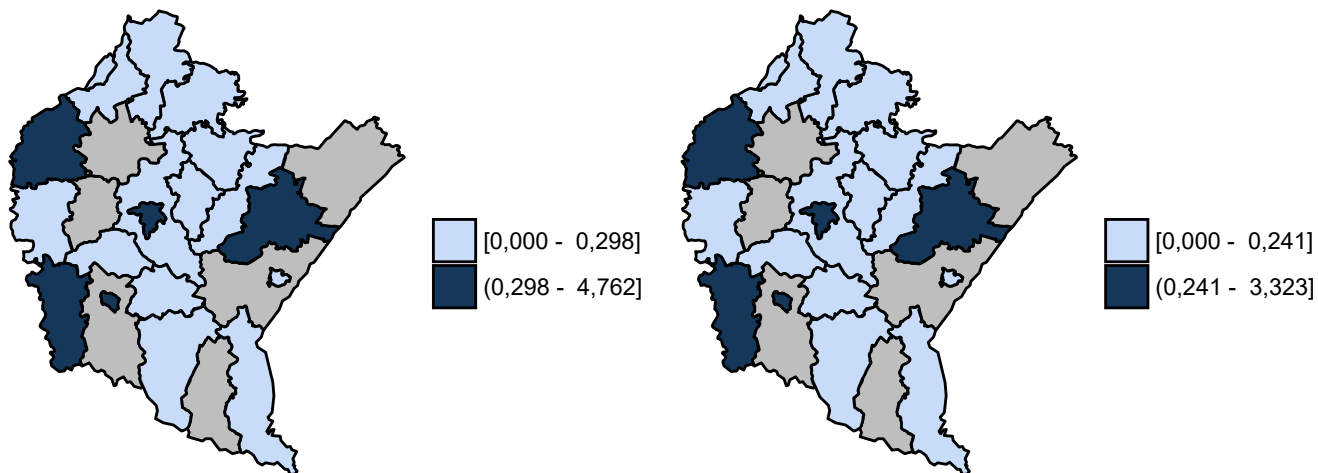 [0,000 - 0,298]
(0,298 - 4,762]
[0,000 - 0,241]
(0,241 - 3,323]